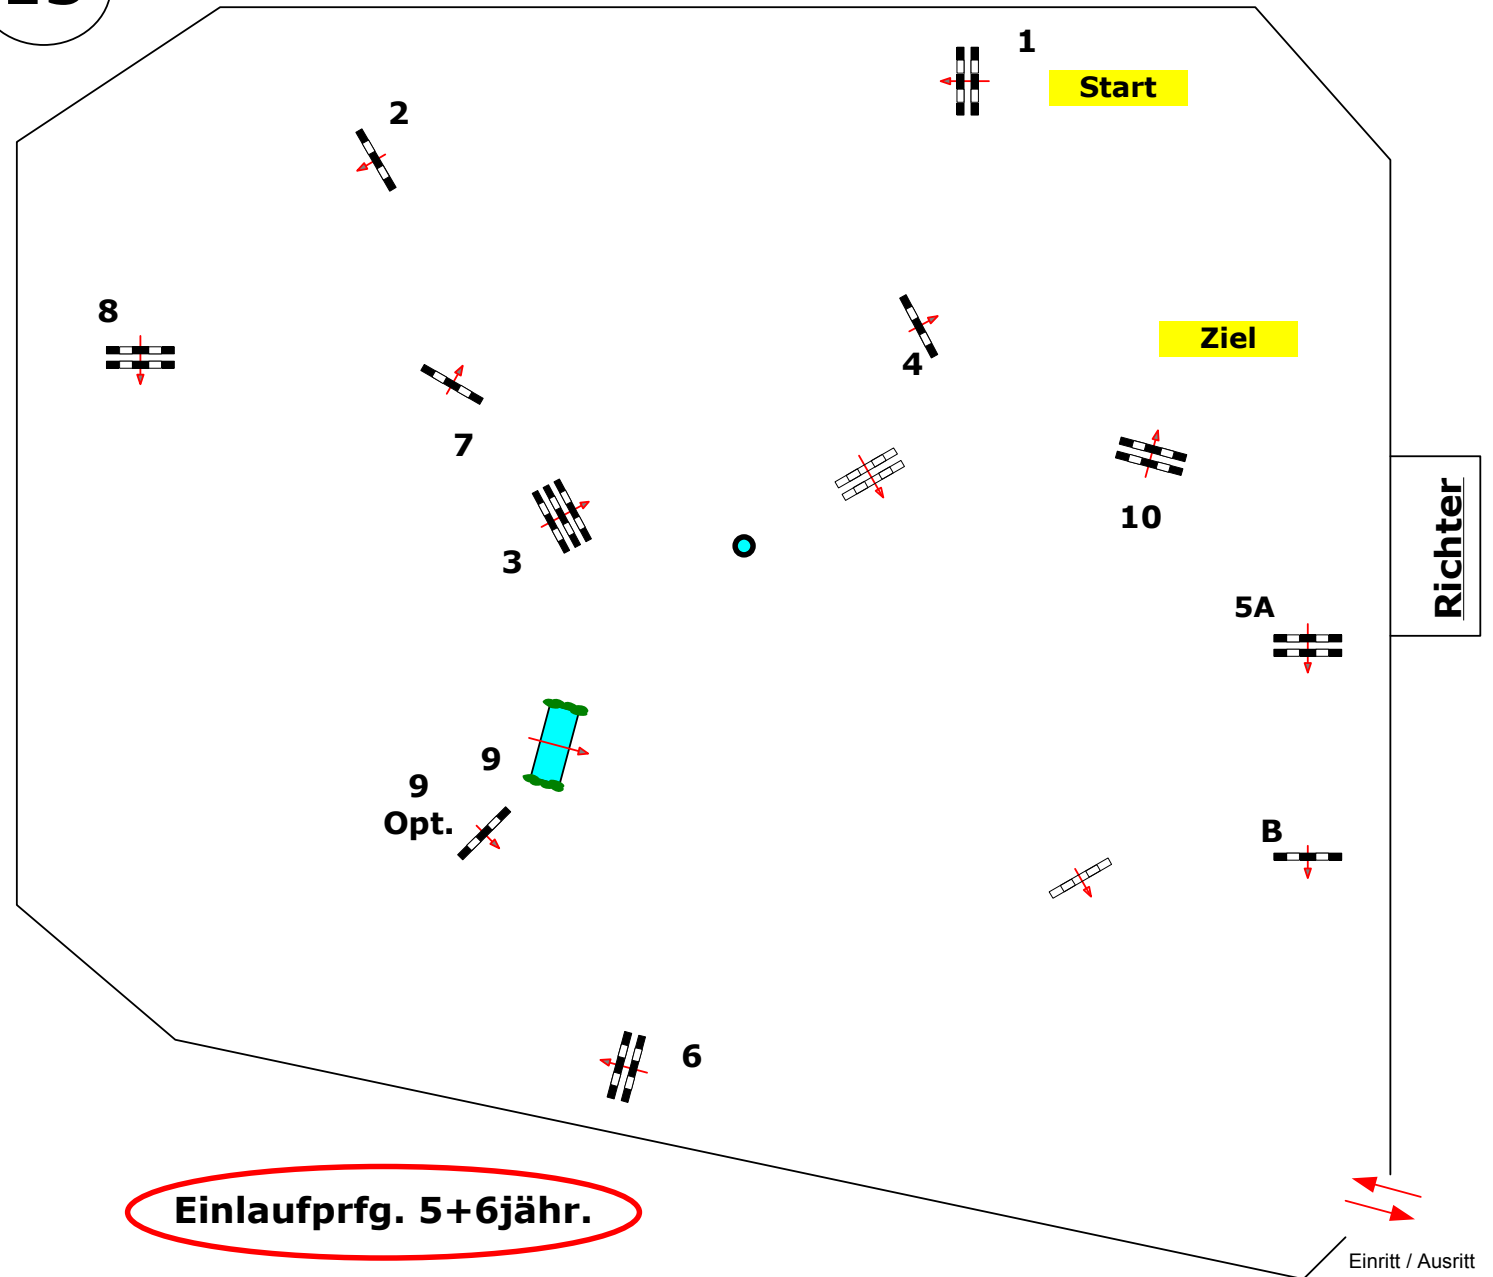 1
Start
2
8
4
Ziel
7
10
3
5A
Richter
9
9
Opt.
B
6
Einlaufprfg. 5+6jähr.
Einritt / Ausritt